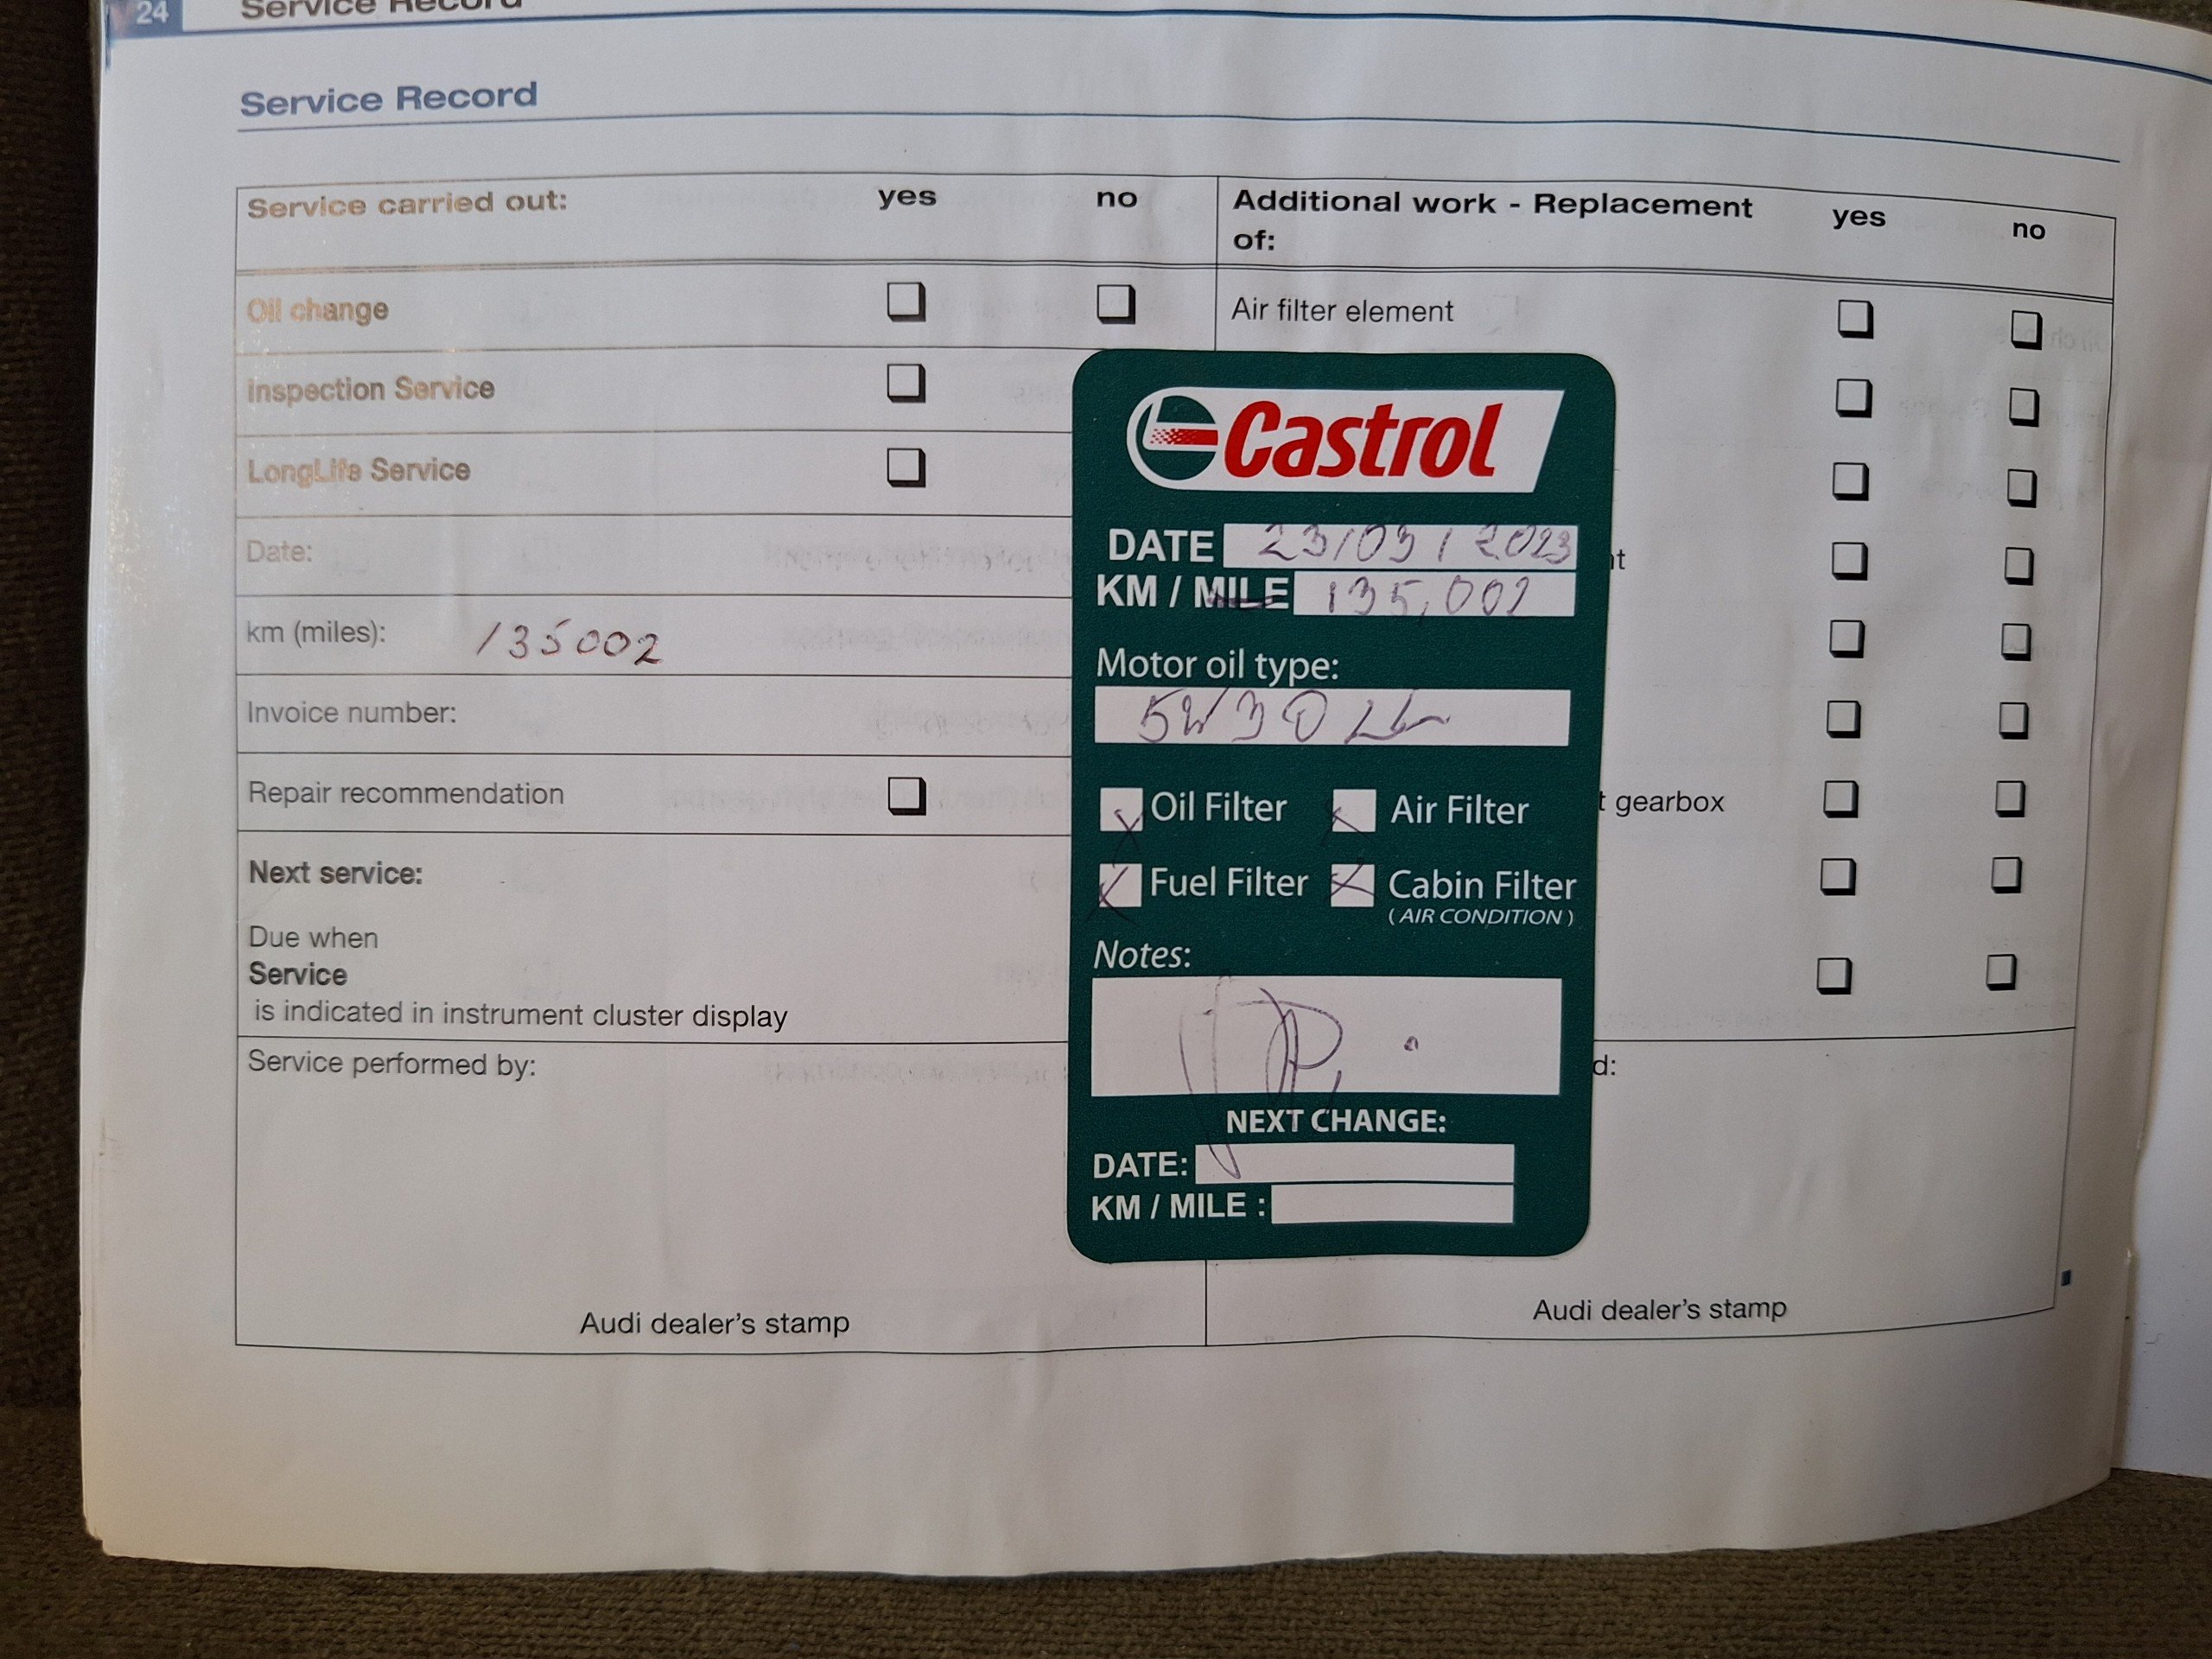 24 Service Record
Service Record
Service carried out: yes no
Additional work - Replacement of: yes no
Oil change
Air filter element
Inspection Service
LongLife Service
Date:
km (miles): 135002
Invoice number:
Repair recommendation
Next service:
Due when
Service
is indicated in instrument cluster display
Service performed by:
Audi dealer's stamp
Castrol
DATE 23/03/2023
KM / MILE 135,002
Motor oil type:
5W30 LL
Oil Filter Air Filter
Fuel Filter Cabin Filter
( AIR CONDITION )
Notes:
NEXT CHANGE:
DATE:
KM / MILE :
t gearbox
d:
Audi dealer's stamp